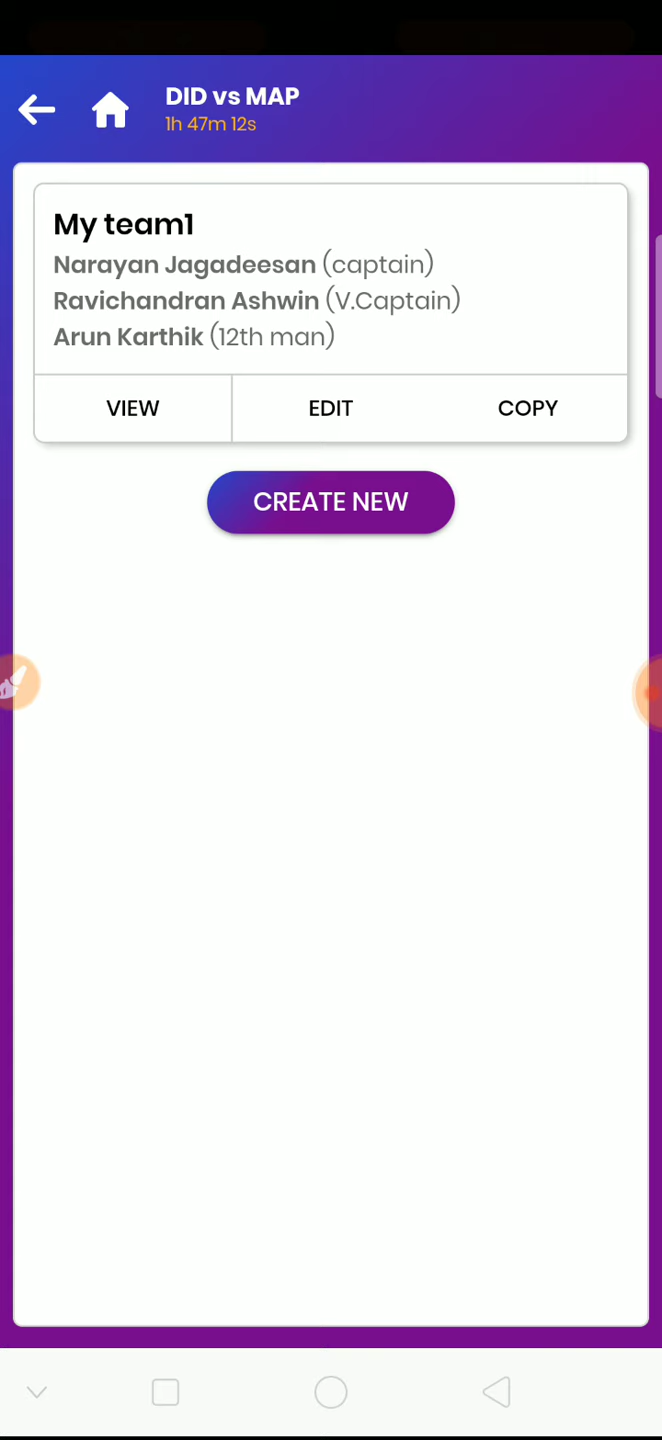 DID vs MAP
1h 47m 12s
My team1
Narayan Jagadeesan (captain)
Ravichandran Ashwin (V.Captain)
Arun Karthik (12th man)
VIEW EDIT COPY
CREATE NEW